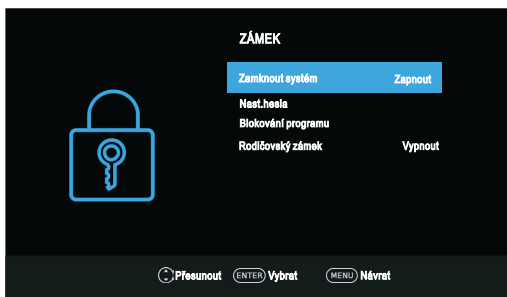 ZÁMEK
Zamknout systém Zapnout
Nast.hesla
Blokování programu
Rodičovský zámek Vypnout
Přesunout ENTER Vybrat MENU Návrat